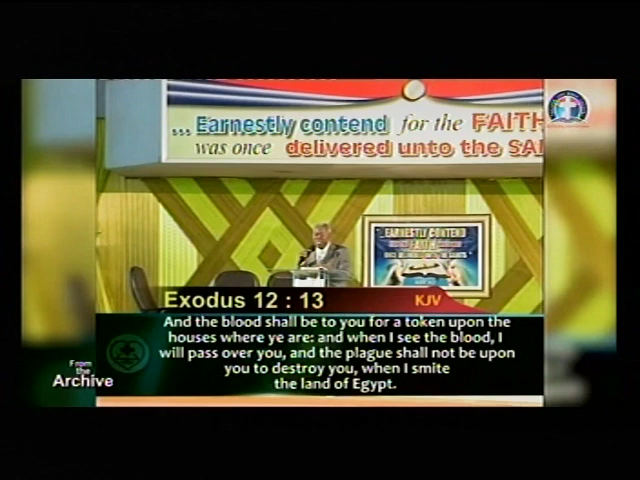 ... Earnestly contend for the FAITH
was once delivered unto the SAI
EARNESTLY CONTEND
FAITH
Exodus 12 : 13
KJV
And the blood shall be to you for a token upon the
houses where ye are: and when I see the blood, I
will pass over you, and the plague shall not be upon
you to destroy you, when I smite
the land of Egypt.
From
the
Archive